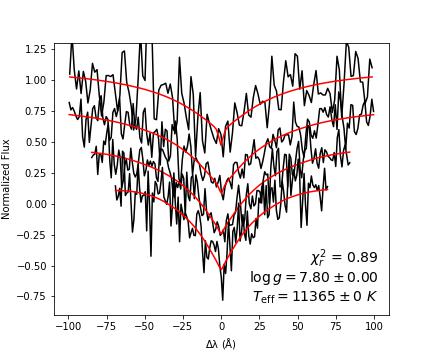 1.25
1.00
0.75
0.50
0.25
0.00
−0.25
−0.50
−0.75
Normalized Flux
χ²ᵣ = 0.89
log g = 7.80 ± 0.00
T_eff = 11365 ± 0 K
−100 −75 −50 −25 0 25 50 75 100
Δλ (Å)